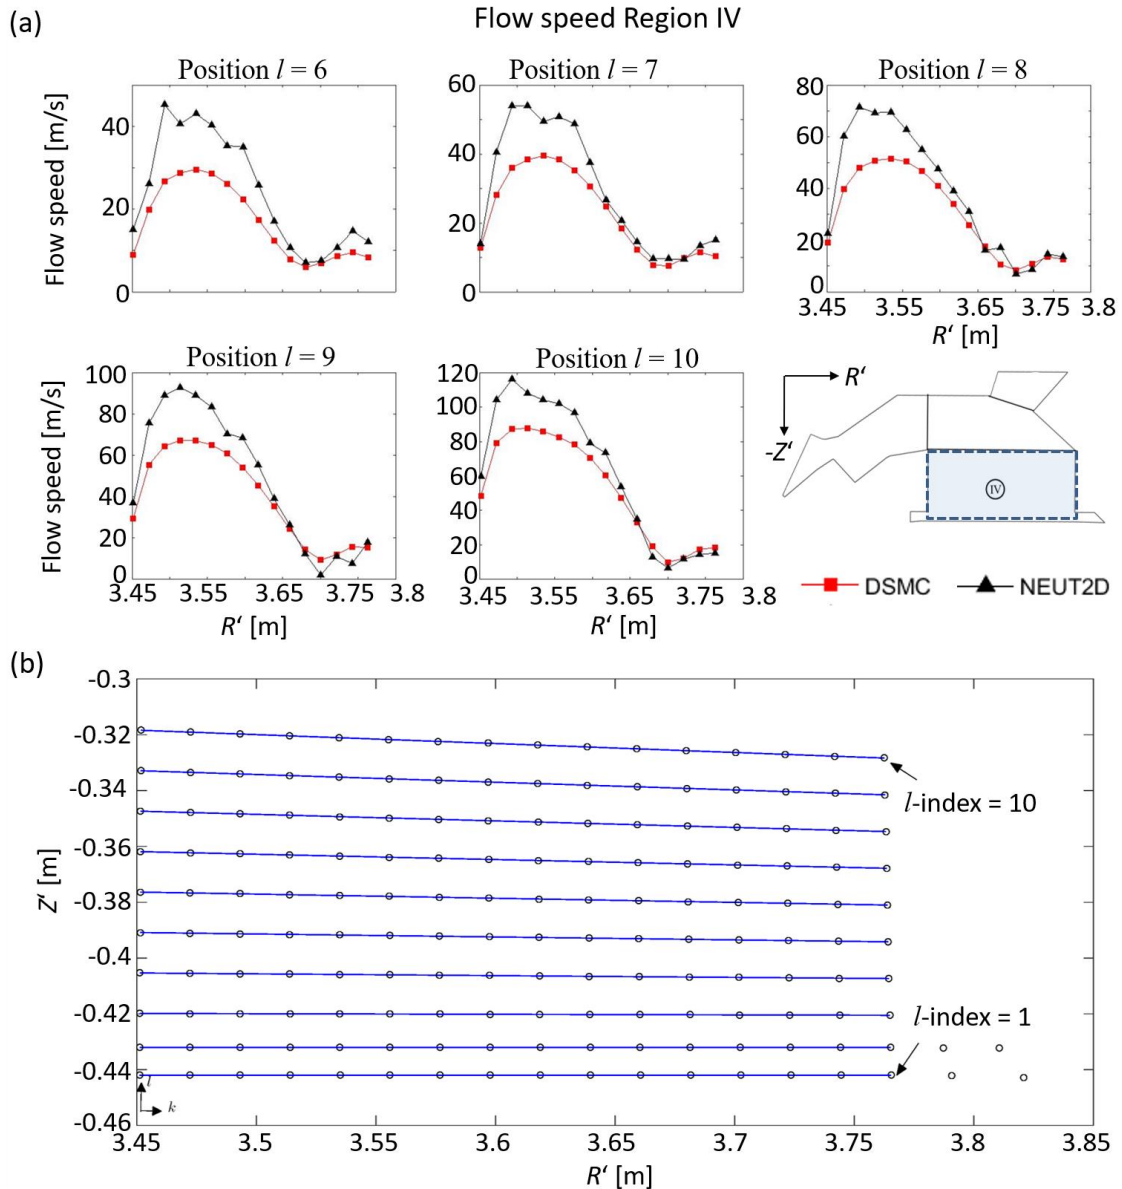 (a)
Flow speed Region IV
Position l = 6
Position l = 7
Position l = 8
Flow speed [m/s]
40
20
0
60
40
20
0
80
60
40
20
0
3.45 3.55 3.65 3.75 3.8
R‘ [m]
Position l = 9
Position l = 10
Flow speed [m/s]
100
80
60
40
20
0
3.45 3.55 3.65 3.75 3.8
R‘ [m]
120
100
80
60
40
20
0
3.45 3.55 3.65 3.75 3.8
R‘ [m]
R‘
-Z‘
IV
DSMC NEUT2D
(b)
Z‘ [m]
-0.3
-0.32
-0.34
-0.36
-0.38
-0.4
-0.42
-0.44
-0.46
l-index = 10
l-index = 1
l
k
3.45 3.5 3.55 3.6 3.65 3.7 3.75 3.8 3.85
R‘ [m]